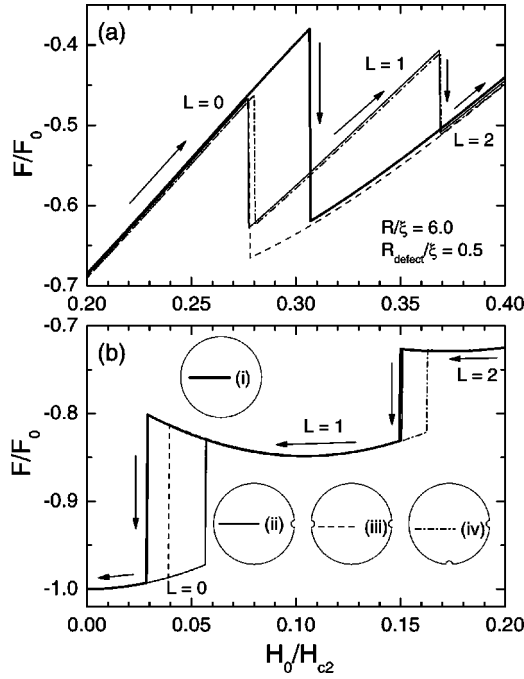 (a)
-0.4
-0.5
-0.6
-0.7
F/F₀
L = 0
L = 1
L = 2
R/ξ = 6.0
R_defect/ξ = 0.5
0.20 0.25 0.30 0.35 0.40
(b)
-0.7
-0.8
-0.9
-1.0
F/F₀
(i)
L = 2
L = 1
(ii) (iii) (iv)
L = 0
0.00 0.05 0.10 0.15 0.20
H₀/H_c2